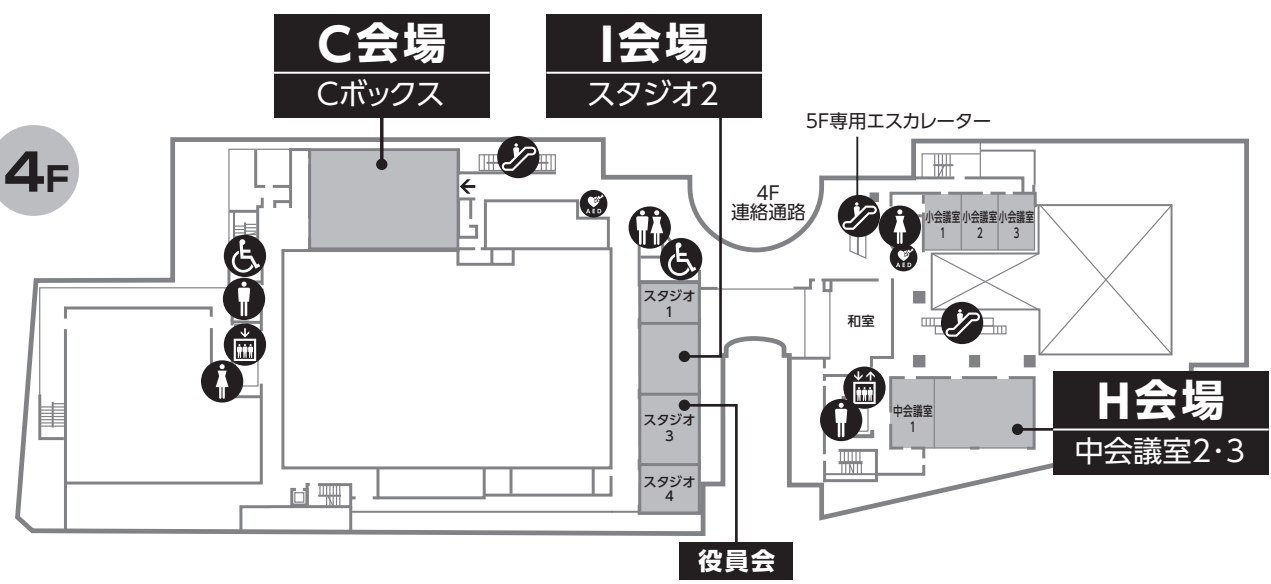 C会場
Cボックス
I会場
スタジオ2
5F専用エスカレーター
4F
4F
連絡通路
AED
小会議室
1
小会議室
2
小会議室
3
AED
スタジオ
1
和室
スタジオ
3
中会議室
1
H会場
中会議室2・3
スタジオ
4
役員会